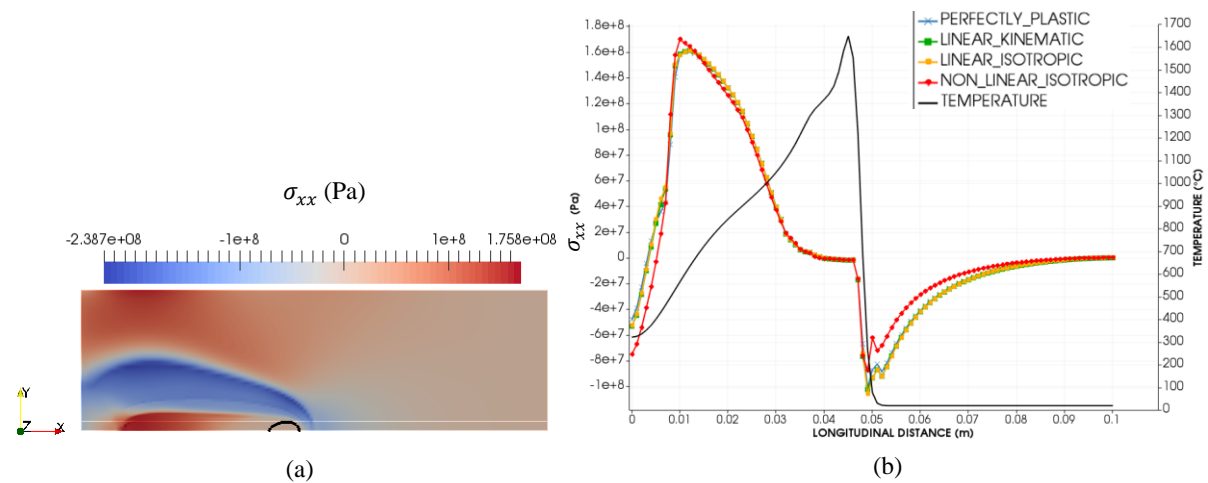 σxx (Pa)
-2.387e+08 -1e+8 0 1e+8 1.758e+08
Y
Z X
(a)
PERFECTLY_PLASTIC
LINEAR_KINEMATIC
LINEAR_ISOTROPIC
NON_LINEAR_ISOTROPIC
TEMPERATURE
1.8e+8
1.6e+8
1.4e+8
1.2e+8
1e+8
8e+7
6e+7
4e+7
2e+7
0
-2e+7
-4e+7
-6e+7
-8e+7
-1e+8
σxx (Pa)
1700
1600
1500
1400
1300
1200
1100
1000
900
800
700
600
500
400
300
200
100
0
TEMPERATURE (°C)
0 0.01 0.02 0.03 0.04 0.05 0.06 0.07 0.08 0.09 0.1
LONGITUDINAL DISTANCE (m)
(b)